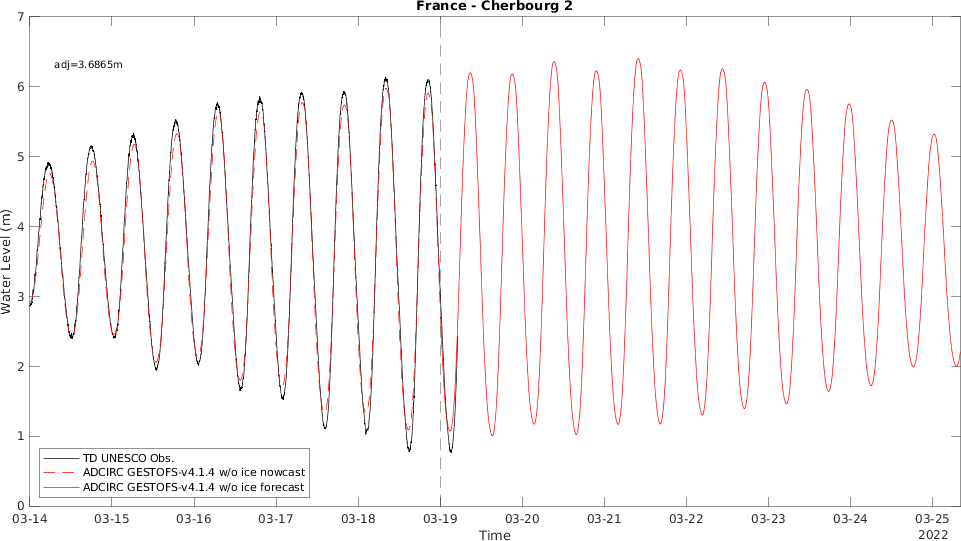 France - Cherbourg 2
7
6
5
4
3
2
1
0
Water Level (m)
adj=3.6865m
TD UNESCO Obs.
ADCIRC GESTOFS-v4.1.4 w/o ice nowcast
ADCIRC GESTOFS-v4.1.4 w/o ice forecast
03-14 03-15 03-16 03-17 03-18 03-19 03-20 03-21 03-22 03-23 03-24 03-25
Time
2022